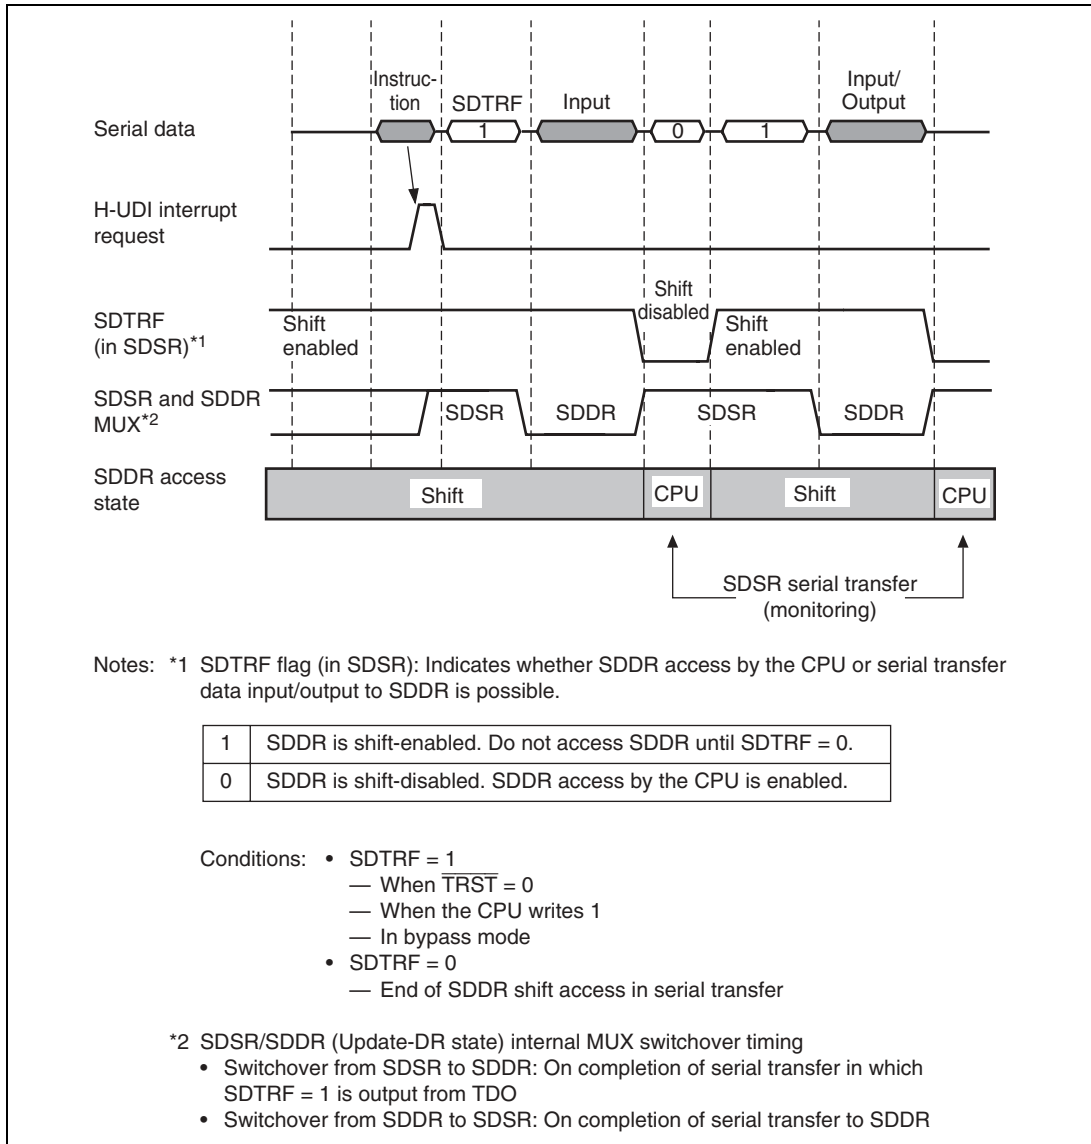 Instruc-
tion
SDTRF
Input
Input/
Output
Serial data
1
0
1
H-UDI interrupt
request
Shift
disabled
SDTRF
(in SDSR)*1
Shift
enabled
Shift
enabled
SDSR and SDDR
MUX*2
SDSR
SDDR
SDSR
SDDR
SDDR access
state
Shift
CPU
Shift
CPU
SDSR serial transfer
(monitoring)
Notes: *1 SDTRF flag (in SDSR): Indicates whether SDDR access by the CPU or serial transfer
data input/output to SDDR is possible.
1 SDDR is shift-enabled. Do not access SDDR until SDTRF = 0.
0 SDDR is shift-disabled. SDDR access by the CPU is enabled.
Conditions: • SDTRF = 1
— When T̅R̅S̅T̅ = 0
— When the CPU writes 1
— In bypass mode
• SDTRF = 0
— End of SDDR shift access in serial transfer
*2 SDSR/SDDR (Update-DR state) internal MUX switchover timing
• Switchover from SDSR to SDDR: On completion of serial transfer in which
SDTRF = 1 is output from TDO
• Switchover from SDDR to SDSR: On completion of serial transfer to SDDR